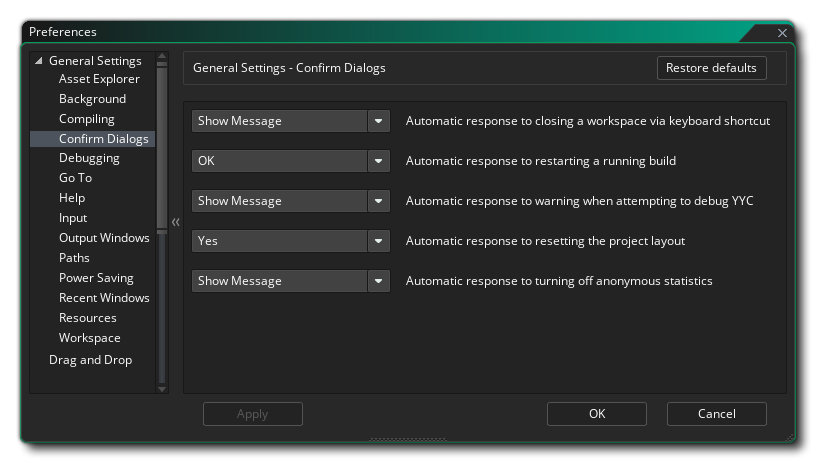 Preferences
General Settings
Asset Explorer
Background
Compiling
Confirm Dialogs
Debugging
Go To
Help
Input
Output Windows
Paths
Power Saving
Recent Windows
Resources
Workspace
Drag and Drop
General Settings - Confirm Dialogs
Restore defaults
Show Message Automatic response to closing a workspace via keyboard shortcut
OK Automatic response to restarting a running build
Show Message Automatic response to warning when attempting to debug YYC
Yes Automatic response to resetting the project layout
Show Message Automatic response to turning off anonymous statistics
Apply OK Cancel